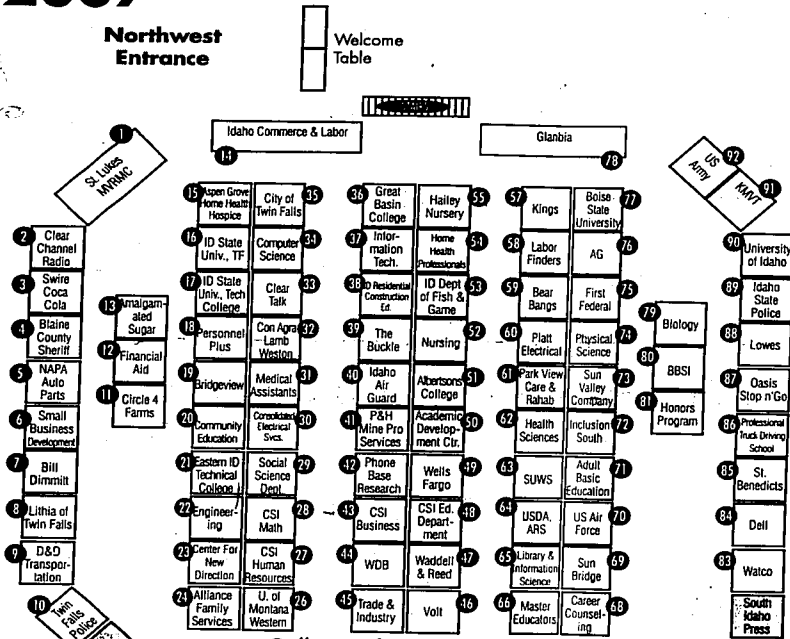 Northwest
Entrance
Welcome
Table
Idaho Commerce & Labor
14
Glanbia
78
1
St. Lukes
MVRMC
2
Clear
Channel
Radio
3
Swire
Coca
Cola
4
Blaine
County
Sheriff
5
NAPA
Auto
Parts
6
Small
Business
Development
7
Bill
Dimmitt
8
Lithia of
Twin Falls
9
D&D
Transpor-
tation
10
Twin
Falls
Police
13
Amalgam-
ated
Sugar
12
Financial
Aid
11
Circle 4
Farms
15
Aspen Grove
Home Health
Hospice
16
ID State
Univ., TF
17
ID State
Univ., Tech
College
18
Personnel
Plus
19
Bridgeview
20
Community
Education
21
Eastern ID
Technical
College
22
Engineer-
ing
23
Center For
New
Direction
24
Alliance
Family
Services
35
City of
Twin Falls
34
Computer
Science
33
Clear
Talk
32
Con Agra
Lamb
Weston
31
Medical
Assistants
30
Consolidated
Electrical
Svcs.
29
Social
Science
Dept
28
CSI
Math
27
CSI
Human
Resources
26
U. of
Montana
Western
36
Great
Basin
College
37
Infor-
mation
Tech.
38
ID Residential
Construction
Ed.
39
The
Buckle
40
Idaho
Air
Guard
41
P&H
Mine Pro
Services
42
Phone
Base
Research
43
CSI
Business
44
WDB
45
Trade &
Industry
55
Hailey
Nursery
54
Home
Health
Professionals
53
ID Dept
of Fish &
Game
52
Nursing
51
Albertsons
College
50
Academic
Develop-
ment Ctr.
49
Wells
Fargo
48
CSI Ed.
Depart-
ment
47
Waddell
& Reed
46
Volt
57
Kings
58
Labor
Finders
59
Bear
Bangs
60
Platt
Electrical
61
Park View
Care &
Rehab
62
Health
Sciences
63
SUWS
64
USDA,
ARS
65
Library &
Information
Science
66
Master
Educators
77
Boise
State
University
76
AG
75
First
Federal
74
Physical
Science
73
Sun
Valley
Company
72
Inclusion
South
71
Adult
Basic
Education
70
US Air
Force
69
Sun
Bridge
68
Career
Counsel-
ing
79
Biology
80
BBSI
81
Honors
Program
92
US
Army
91
KMVT
90
University
of Idaho
89
Idaho
State
Police
88
Lowes
87
Oasis
Stop n'Go
86
Professional
Truck Driving
School
85
St.
Benedicts
84
Dell
83
Watco
South
Idaho
Press